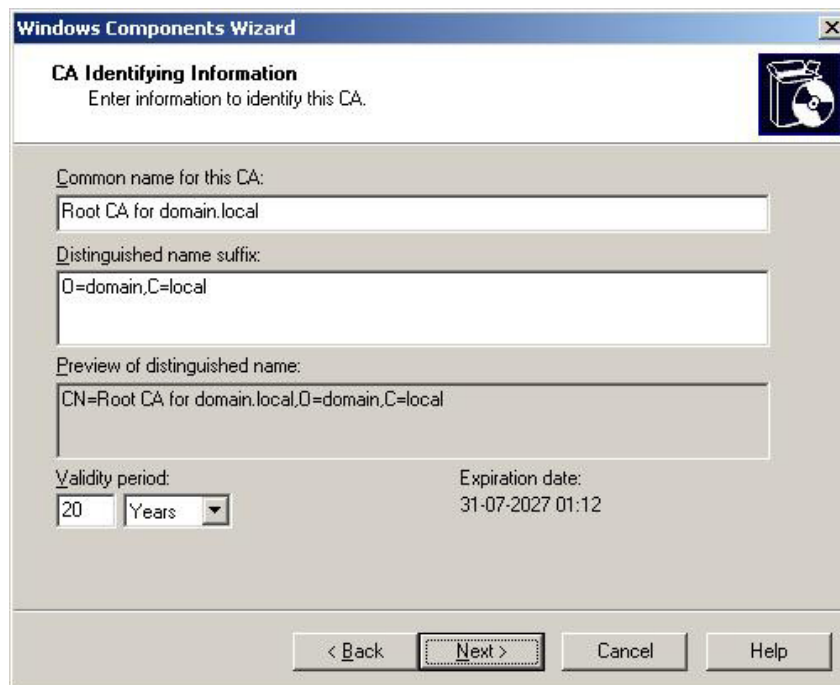 Windows Components Wizard
CA Identifying Information
Enter information to identify this CA.
Common name for this CA:
Root CA for domain.local
Distinguished name suffix:
O=domain,C=local
Preview of distinguished name:
CN=Root CA for domain.local,O=domain,C=local
Validity period:
Expiration date:
20
Years
31-07-2027 01:12
< Back
Next >
Cancel
Help